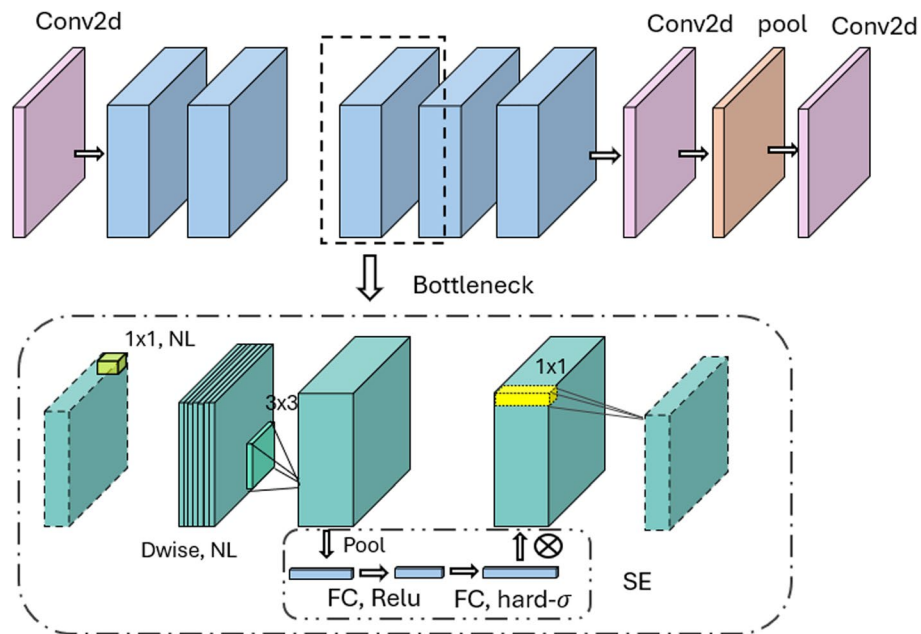 Conv2d
Conv2d pool Conv2d
Bottleneck
1x1, NL
3x3
1x1
Dwise, NL
Pool
FC, Relu FC, hard-σ
SE